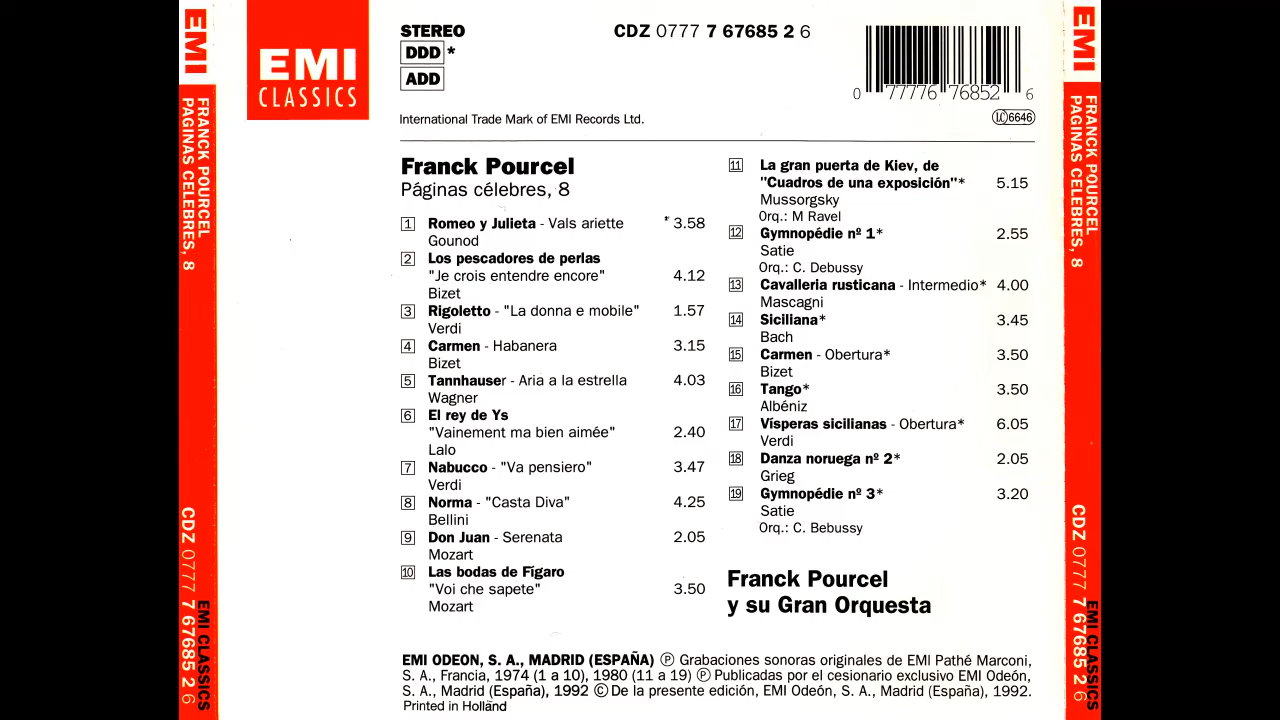 EMI
FRANCK POURCEL
PAGINAS CELEBRES, 8
CDZ 0777 7 67685 2 6
EMI CLASSICS
EMI
CLASSICS
STEREO
DDD *
ADD
CDZ 0777 7 67685 2 6
0 77776 76852 6
LC 6646
International Trade Mark of EMI Records Ltd.
Franck Pourcel
Páginas célebres, 8
1 Romeo y Julieta - Vals ariette * 3.58
Gounod
2 Los pescadores de perlas
"Je crois entendre encore" 4.12
Bizet
3 Rigoletto - "La donna e mobile" 1.57
Verdi
4 Carmen - Habanera 3.15
Bizet
5 Tannhauser - Aria a la estrella 4.03
Wagner
6 El rey de Ys
"Vainement ma bien aimée" 2.40
Lalo
7 Nabucco - "Va pensiero" 3.47
Verdi
8 Norma - "Casta Diva" 4.25
Bellini
9 Don Juan - Serenata 2.05
Mozart
10 Las bodas de Fígaro
"Voi che sapete" 3.50
Mozart
11 La gran puerta de Kiev, de
"Cuadros de una exposición"* 5.15
Mussorgsky
Orq.: M Ravel
12 Gymnopédie nº 1* 2.55
Satie
Orq.: C. Debussy
13 Cavalleria rusticana - Intermedio* 4.00
Mascagni
14 Siciliana* 3.45
Bach
15 Carmen - Obertura* 3.50
Bizet
16 Tango* 3.50
Albéniz
17 Vísperas sicilianas - Obertura* 6.05
Verdi
18 Danza noruega nº 2* 2.05
Grieg
19 Gymnopédie nº 3* 3.20
Satie
Orq.: C. Bebussy
Franck Pourcel
y su Gran Orquesta
EMI ODEON, S. A., MADRID (ESPAÑA) Ⓟ Grabaciones sonoras originales de EMI Pathé Marconi,
S. A., Francia, 1974 (1 a 10), 1980 (11 a 19) Ⓟ Publicadas por el cesionario exclusivo EMI Odeón,
S. A., Madrid (España), 1992 © De la presente edición, EMI Odeón, S. A., Madrid (España), 1992.
Printed in Holland
EMI
FRANCK POURCEL
PAGINAS CELEBRES, 8
CDZ 0777 7 67685 2 6
EMI CLASSICS